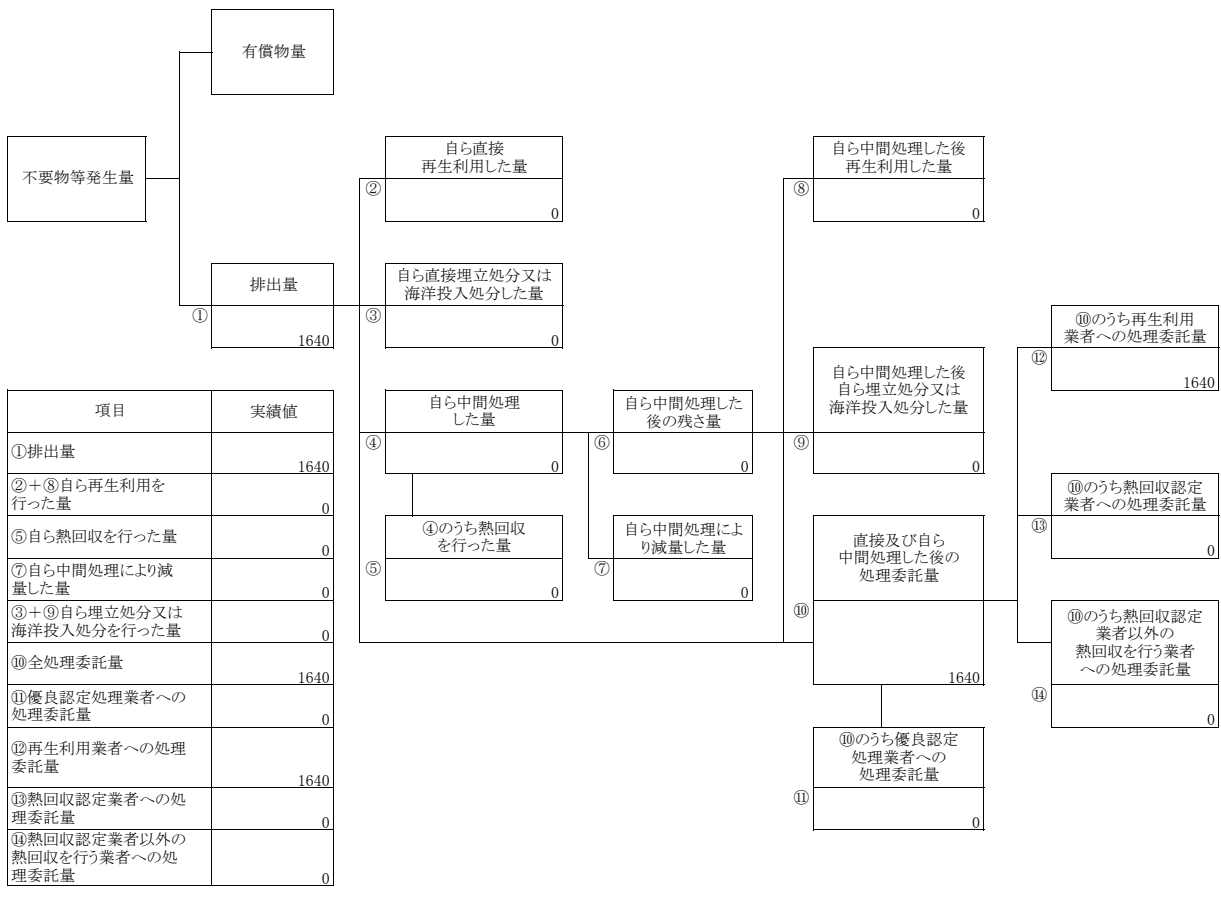 有償物量
不要物等発生量
自ら直接
再生利用した量
②
0
自ら中間処理した後
再生利用した量
⑧
0
排出量
①
1640
自ら直接埋立処分又は
海洋投入処分した量
③
0
⑩のうち再生利用
業者への処理委託量
⑫
1640
自ら中間処理
した量
④
0
自ら中間処理した
後の残さ量
⑥
0
自ら中間処理した後
自ら埋立処分又は
海洋投入処分した量
⑨
0
④のうち熱回収
を行った量
⑤
0
自ら中間処理によ
り減量した量
⑦
0
直接及び自ら
中間処理した後の
処理委託量
⑩
1640
⑩のうち熱回収認定
業者への処理委託量
⑬
0
⑩のうち熱回収認定
業者以外の
熱回収を行う業者
への処理委託量
⑭
0
⑩のうち優良認定
処理業者への
処理委託量
⑪
0
項目 実績値
①排出量
1640
②＋⑧自ら再生利用を
行った量
0
⑤自ら熱回収を行った量
0
⑦自ら中間処理により減
量した量
0
③＋⑨自ら埋立処分又は
海洋投入処分を行った量
0
⑩全処理委託量
1640
⑪優良認定処理業者への
処理委託量
0
⑫再生利用業者への処理
委託量
1640
⑬熱回収認定業者への処
理委託量
0
⑭熱回収認定業者以外の
熱回収を行う業者への処
理委託量
0